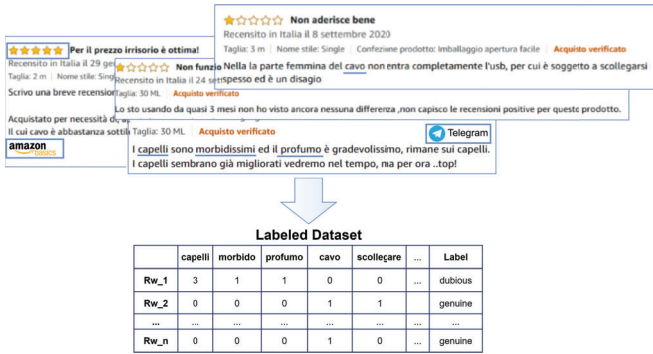 Non aderisce bene
Recensito in Italia il 8 settembre 2020
Taglia: 3 m | Nome stile: Single | Confezione prodotto: Imballaggio apertura facile | Acquisto verificato
Nella la parte femmina del cavo non entra completamente l'usb, per cui è soggetto a scollegarsi
spesso ed è un disagio
Per il prezzo irrisorio è ottima!
Recensito in Italia il 29
Taglia: 2 m | Nome stile:
Scrivo una breve recension
Acquistato per necessità
Il cui cavo è abbastanza
amazon
basics
Non funzio
Recensito in Italia il 24
Taglia: 30 ML | Acquisto verificato
Lo sto usando da quasi 3 mesi non ho visto ancora nessuna differenza ,non capisco le recensioni positive per questo prodotto.
Taglia: 30 ML | Acquisto verificato
Telegram
I capelli sono morbidissimi ed il profumo è gradevolissimo, rimane sui capelli.
I capelli sembrano già migliorati vedremo nel tempo, ma per ora ..top!
Labeled Dataset
capelli morbido profumo cavo scollegare ... Label
Rw_1 3 1 1 0 0 ... dubious
Rw_2 0 0 0 1 1 ... genuine
... ... ... ... ... ... ... ...
Rw_n 0 0 0 1 0 ... genuine